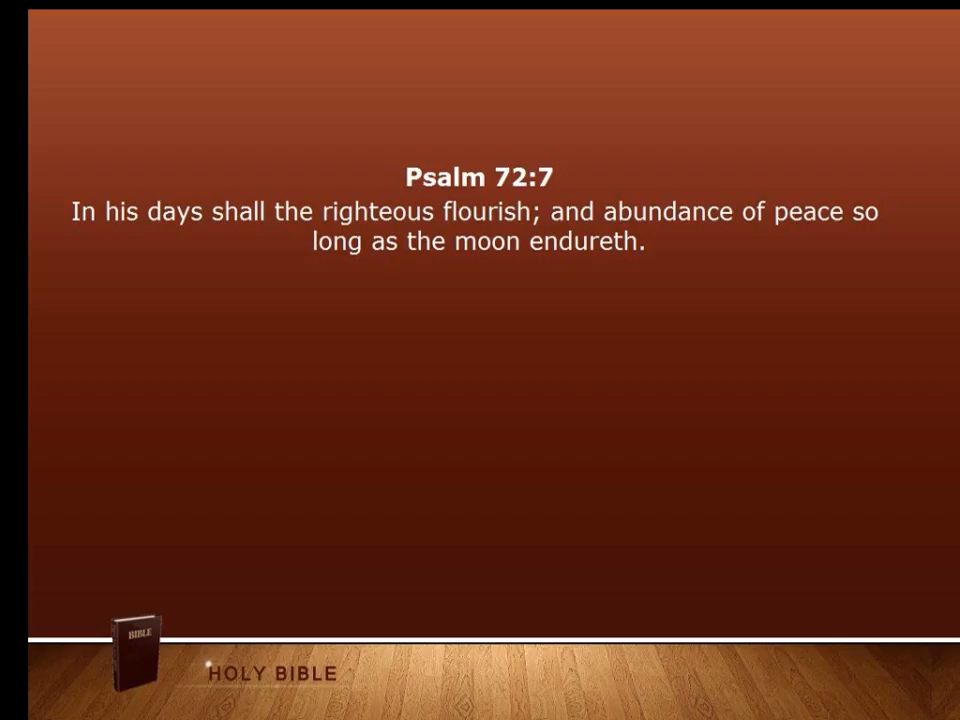 Psalm 72:7
In his days shall the righteous flourish; and abundance of peace so
long as the moon endureth.
BIBLE
HOLY BIBLE